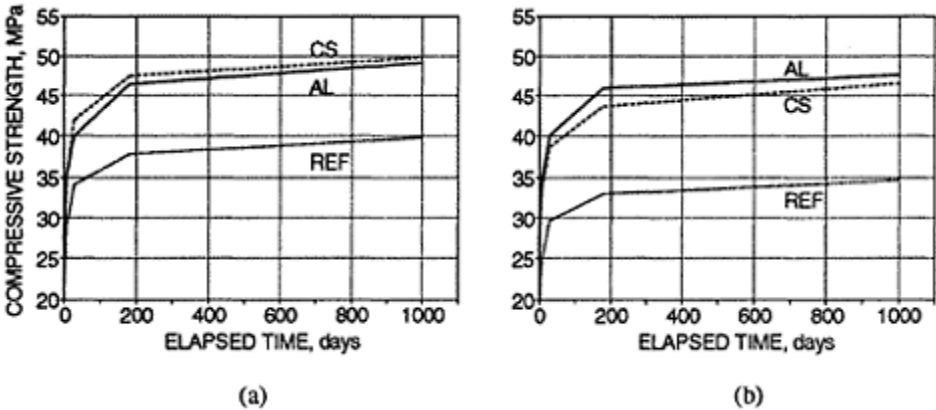 COMPRESSIVE STRENGTH, MPa
55
50
45
40
35
30
25
20
CS
AL
REF
0 200 400 600 800 1000
ELAPSED TIME, days
(a)
55
50
45
40
35
30
25
20
AL
CS
REF
0 200 400 600 800 1000
ELAPSED TIME, days
(b)